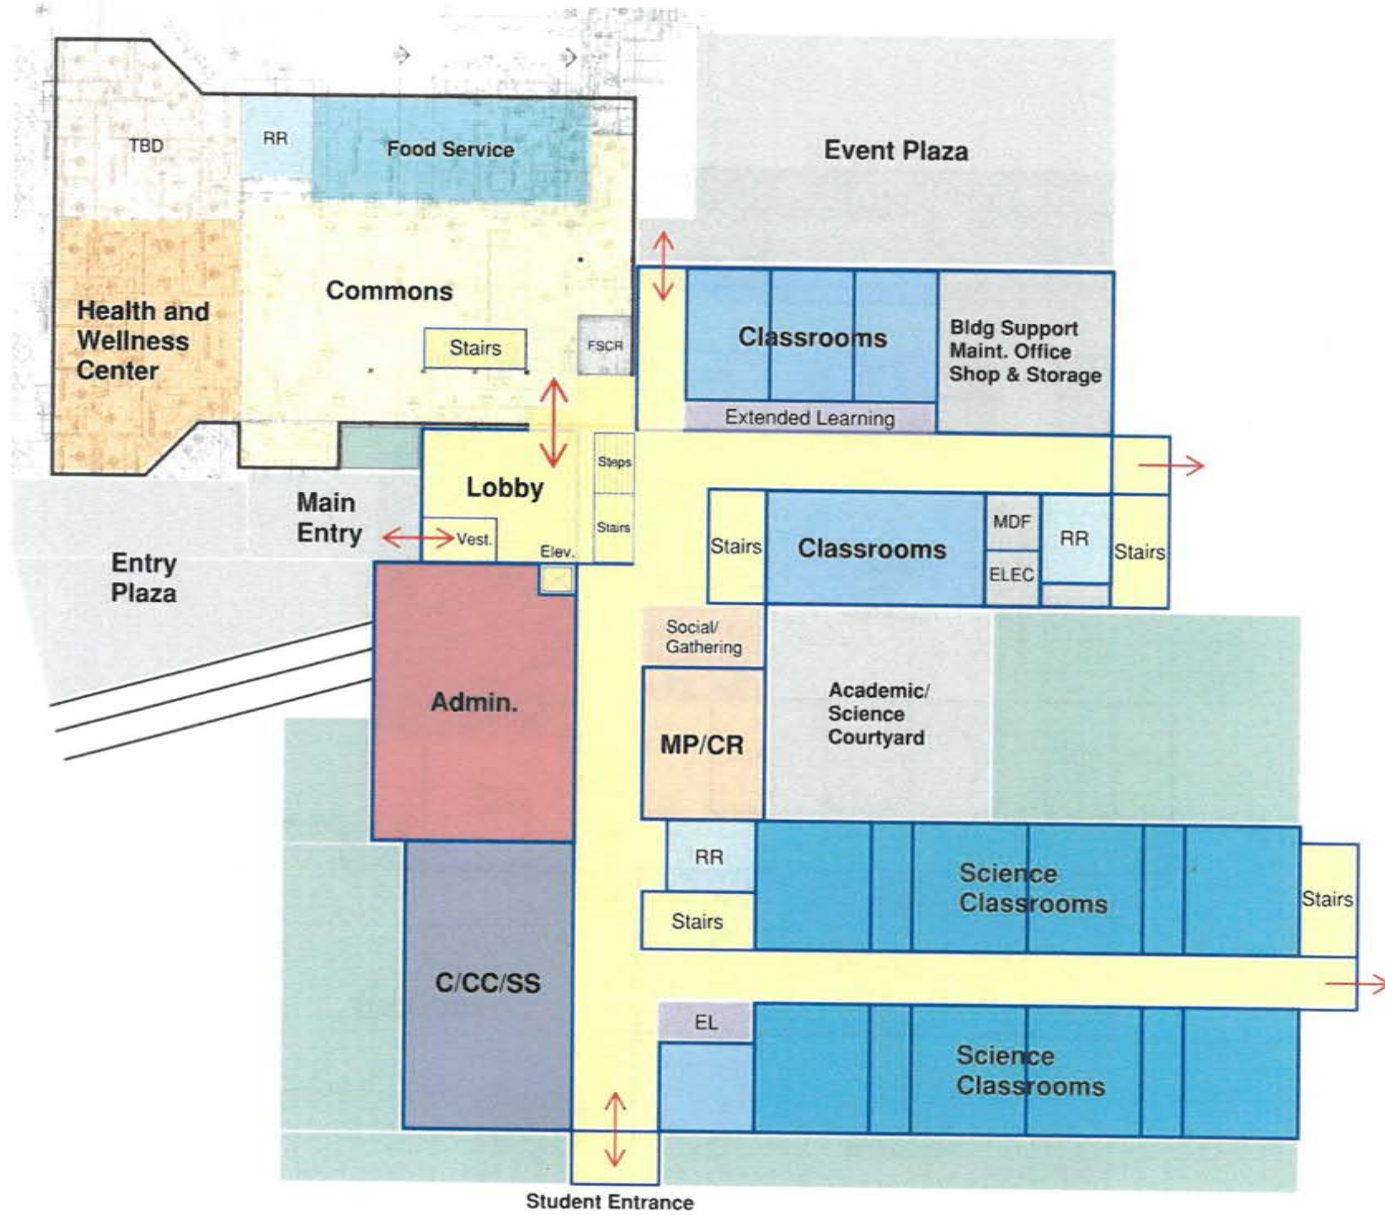 TBD
RR
Food Service
Event Plaza
Commons
Health and
Wellness
Center
Stairs
FSCR
Classrooms
Bldg Support
Maint. Office
Shop & Storage
Extended Learning
Lobby
Steps
Stairs
Main
Entry
Vest.
Elev.
Entry
Plaza
Stairs
Classrooms
MDF
ELEC
RR
Stairs
Social/
Gathering
Admin.
MP/CR
Academic/
Science
Courtyard
RR
Stairs
Science
Classrooms
Stairs
C/CC/SS
EL
Science
Classrooms
Student Entrance